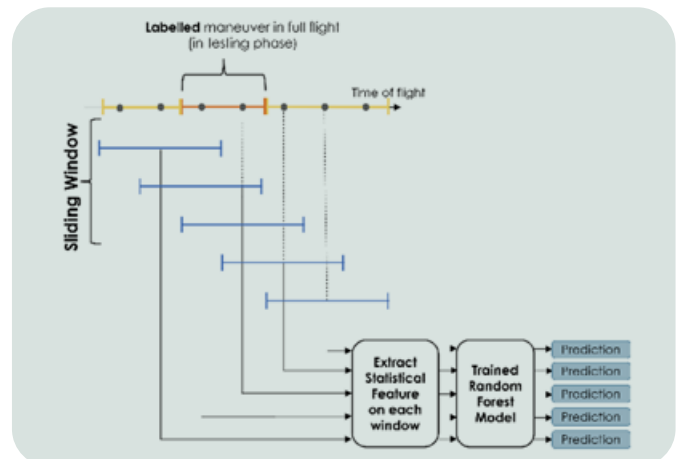 Labelled maneuver in full flight
(in testing phase)
Time of flight
Sliding Window
Extract
Statistical
Feature
on each
window
Trained
Random
Forest
Model
Prediction
Prediction
Prediction
Prediction
Prediction